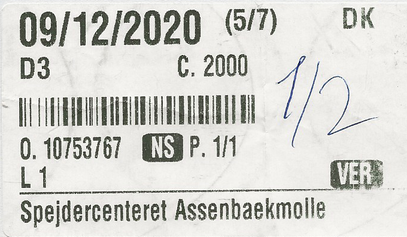 09/12/2020 (5/7) DK
D3 C. 2000
1/2
O. 10753767 NS P. 1/1
L 1 VER
Spejdercenteret Assenbaekmolle